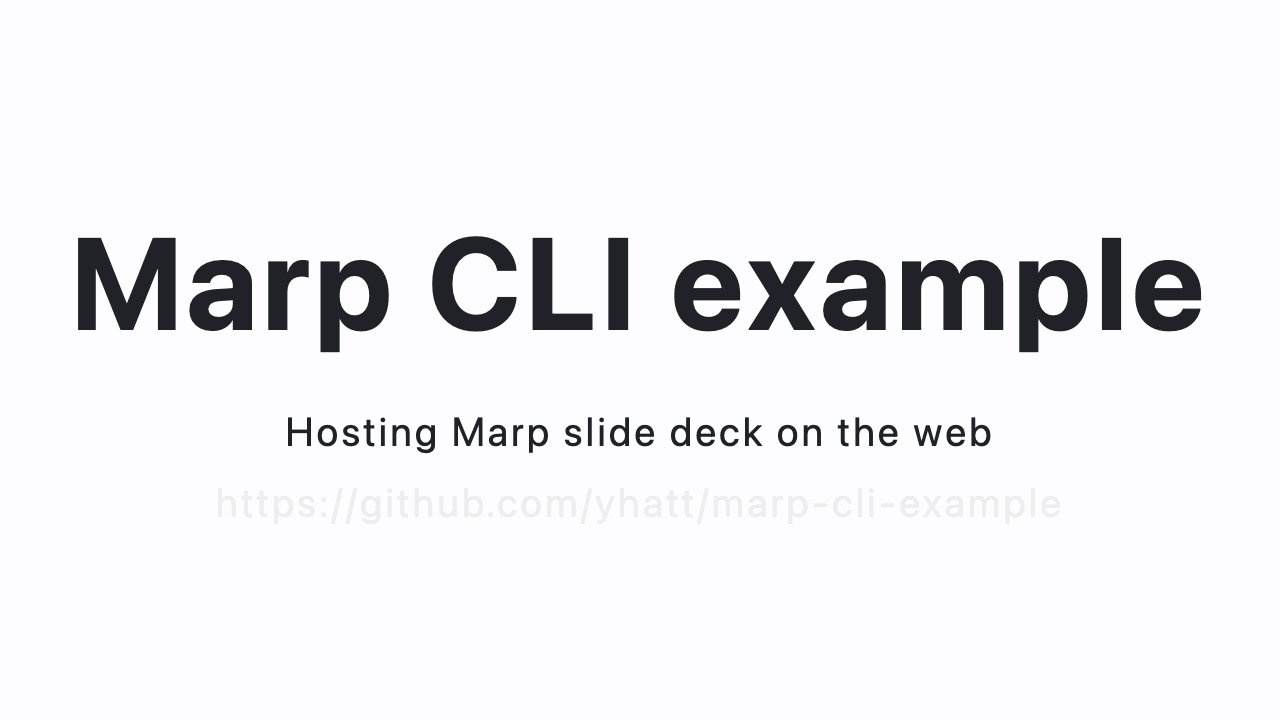 Marp CLI example
Hosting Marp slide deck on the web
https://github.com/yhatt/marp-cli-example